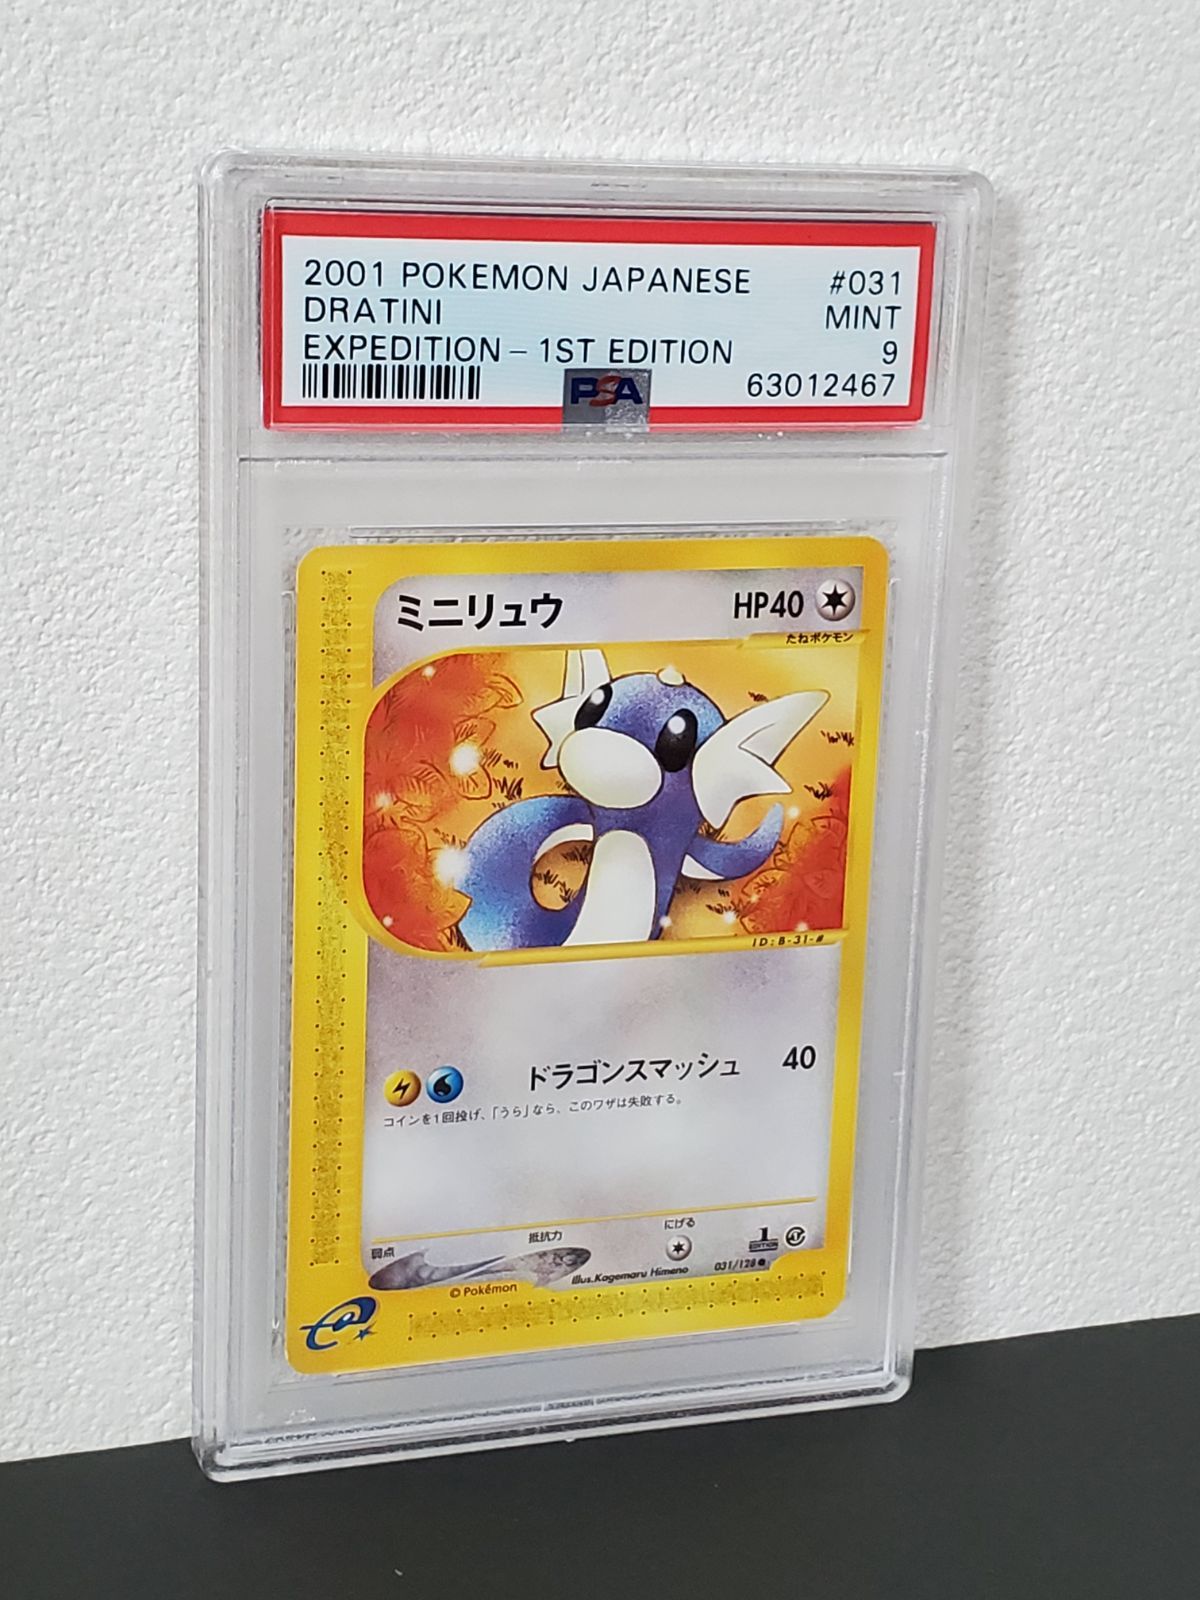 2001 POKEMON JAPANESE #031
DRATINI MINT
EXPEDITION - 1ST EDITION 9
63012467
PSA
ミニリュウ HP40
たねポケモン
ID:B-31-#
ドラゴンスマッシュ 40
コインを1回投げ、「うら」なら、このワザは失敗する。
弱点 抵抗力 にげる
Illus.Kagemaru Himeno
1 EDITION
031/128
©Pokémon
e